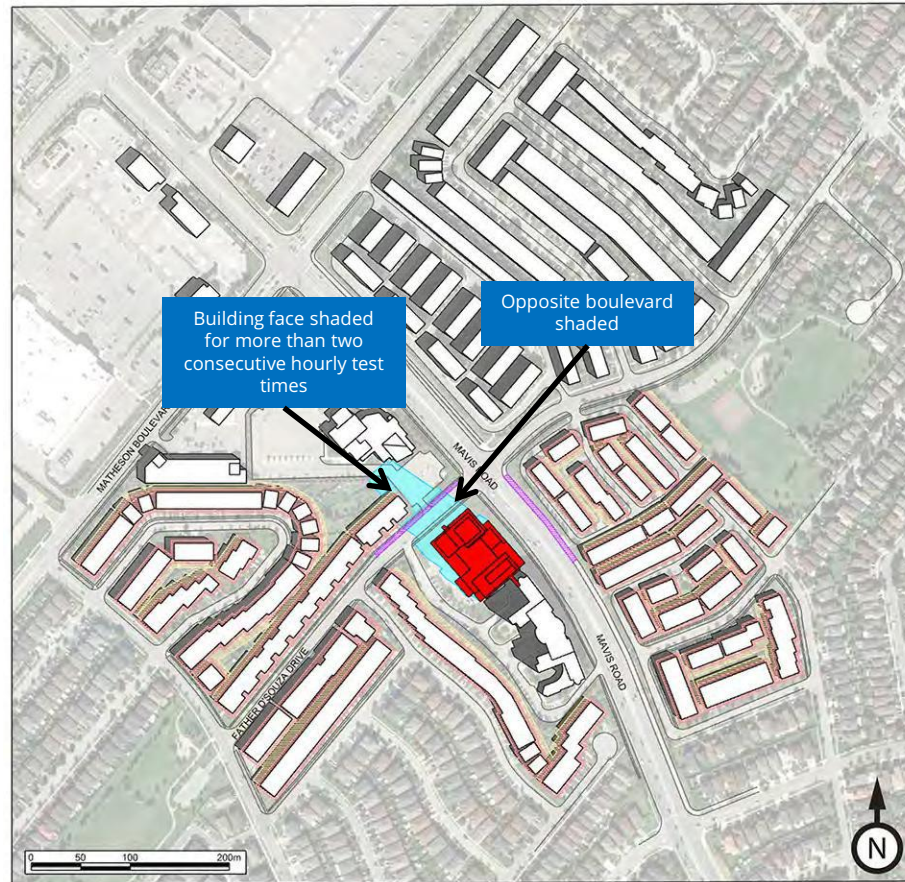 Building face shaded
for more than two
consecutive hourly test
times
Opposite boulevard
shaded
MATHESON BOULEVARD
MAVIS ROAD
MAVIS ROAD
FATHER D'SOUZA DRIVE
0 50 100 200m
N